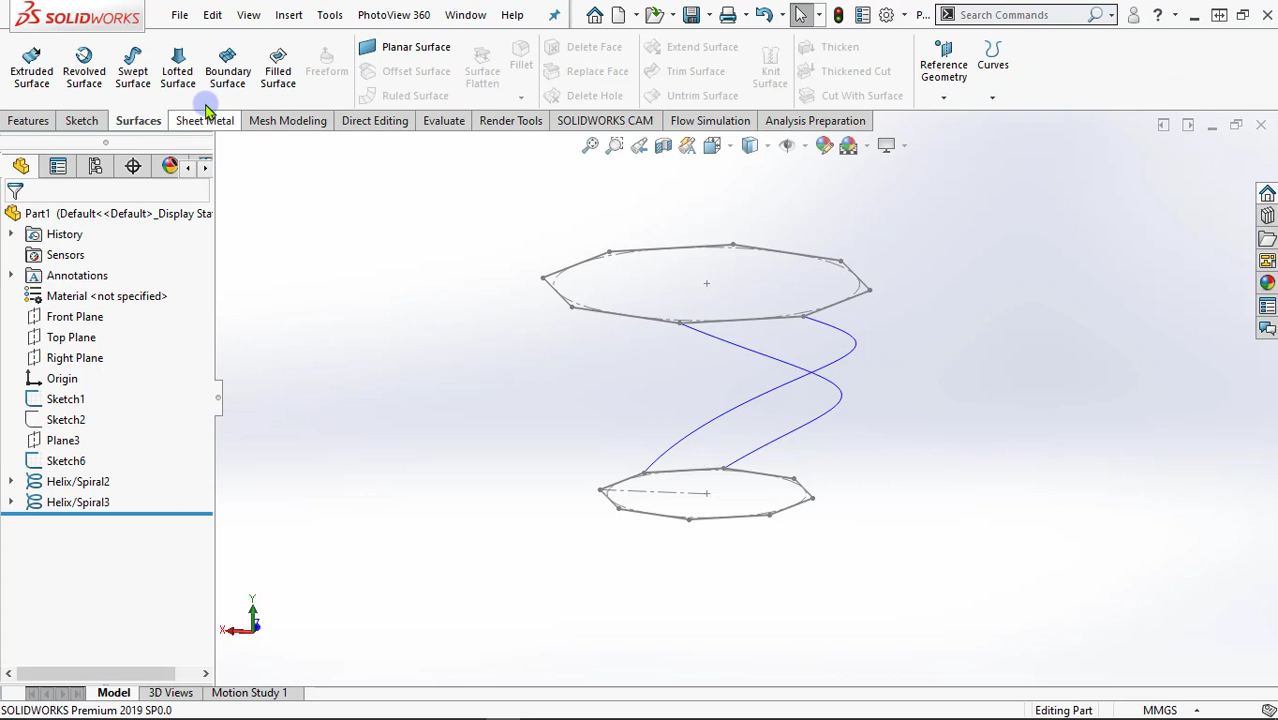 SOLIDWORKS File Edit View Insert Tools PhotoView 360 Window Help P... Search Commands ?
Extruded Surface
Revolved Surface
Swept Surface
Lofted Surface
Boundary Surface
Filled Surface
Freeform
Planar Surface
Offset Surface
Ruled Surface
Surface Flatten
Fillet
Delete Face
Replace Face
Delete Hole
Extend Surface
Trim Surface
Untrim Surface
Knit Surface
Thicken
Thickened Cut
Cut With Surface
Reference Geometry
Curves
Features Sketch Surfaces Sheet Metal Mesh Modeling Direct Editing Evaluate Render Tools SOLIDWORKS CAM Flow Simulation Analysis Preparation
Part1 (Default<<Default>_Display Sta
History
Sensors
Annotations
Material <not specified>
Front Plane
Top Plane
Right Plane
Origin
Sketch1
Sketch2
Plane3
Sketch6
Helix/Spiral2
Helix/Spiral3
Y
X
Z
Model 3D Views Motion Study 1
SOLIDWORKS Premium 2019 SP0.0 Editing Part MMGS